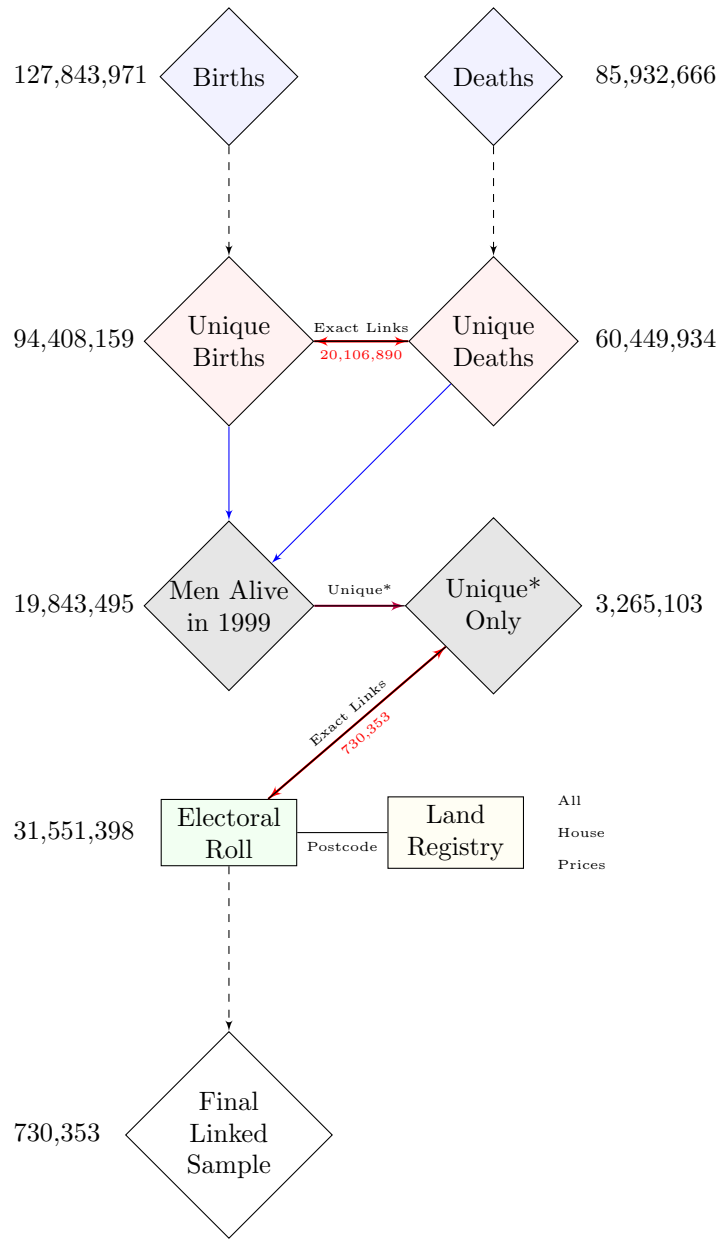 127,843,971
Births
Deaths
85,932,666
94,408,159
Unique
Births
Exact Links
20,106,890
Unique
Deaths
60,449,934
19,843,495
Men Alive
in 1999
Unique*
Unique*
Only
3,265,103
Exact Links
730,353
31,551,398
Electoral
Roll
Postcode
Land
Registry
All
House
Prices
730,353
Final
Linked
Sample